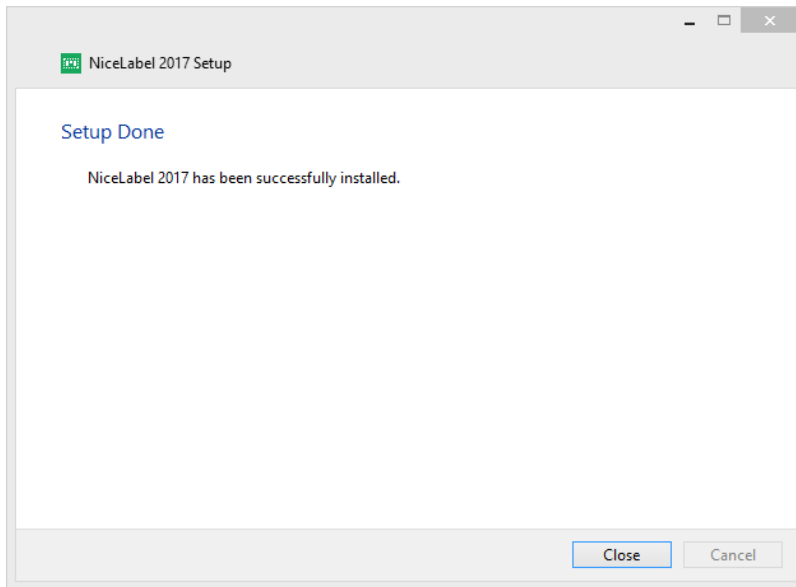 NiceLabel 2017 Setup
Setup Done
NiceLabel 2017 has been successfully installed.
Close Cancel